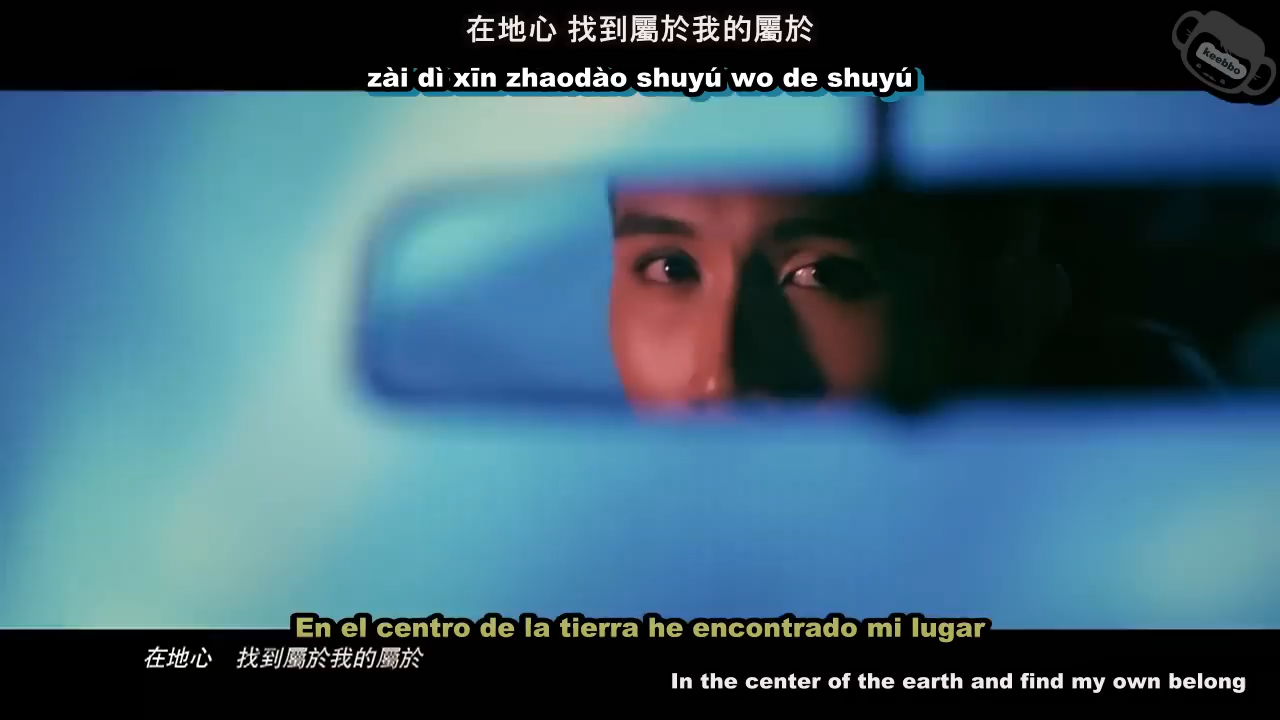 在地心 找到屬於我的屬於
keebbo
zài dì xīn zhaodào shuyú wo de shuyú
En el centro de la tierra he encontrado mi lugar
在地心 找到屬於我的屬於
In the center of the earth and find my own belong